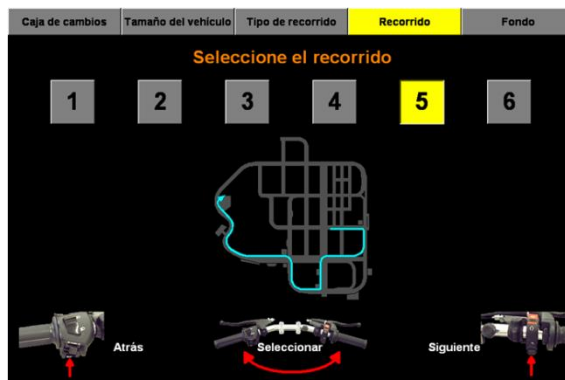 Caja de cambios
Tamaño del vehículo
Tipo de recorrido
Recorrido
Fondo
Seleccione el recorrido
1
2
3
4
5
6
Atrás
Seleccionar
Siguiente